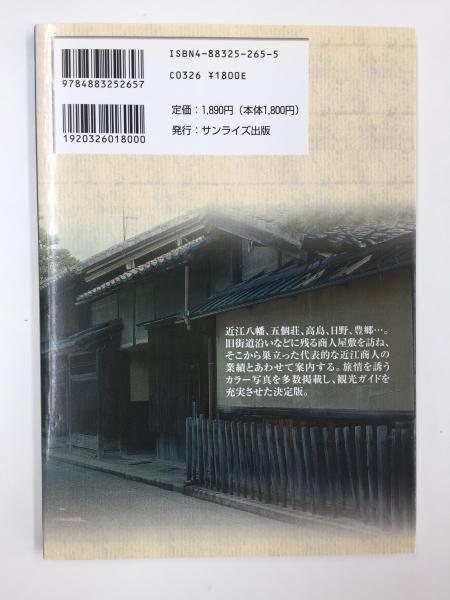 ISBN4-88325-265-5
C0326 ¥1800E
9784883252657
定価：1,890円（本体1,800円）
発行：サンライズ出版
1920326018000
近江八幡、五個荘、高島、日野、豊郷…。
旧街道沿いなどに残る商人屋敷を訪ね、
そこから巣立った代表的な近江商人の
業績とあわせて案内する。旅情を誘う
カラー写真を多数掲載し、観光ガイドを
充実させた決定版。